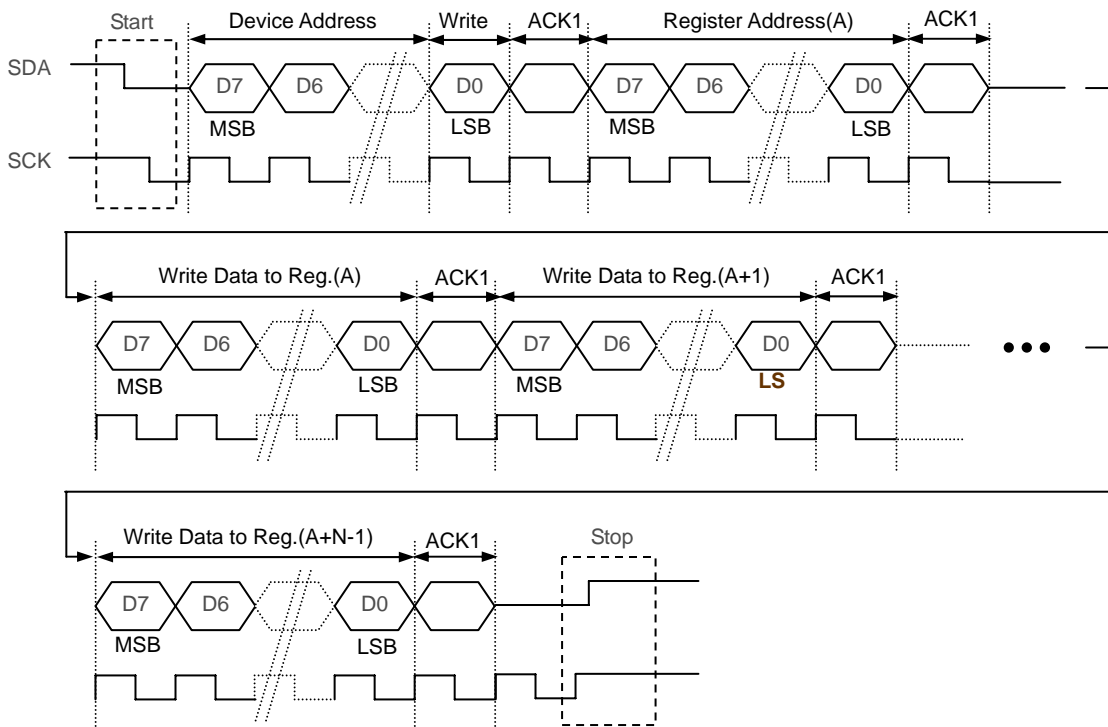 Start Device Address Write ACK1 Register Address(A) ACK1
SDA D7 D6 D0 D7 D6 D0
MSB LSB MSB LSB
SCK
Write Data to Reg.(A) ACK1 Write Data to Reg.(A+1) ACK1
D7 D6 D0 D7 D6 D0
MSB LSB MSB LS
Write Data to Reg.(A+N-1) ACK1 Stop
D7 D6 D0
MSB LSB